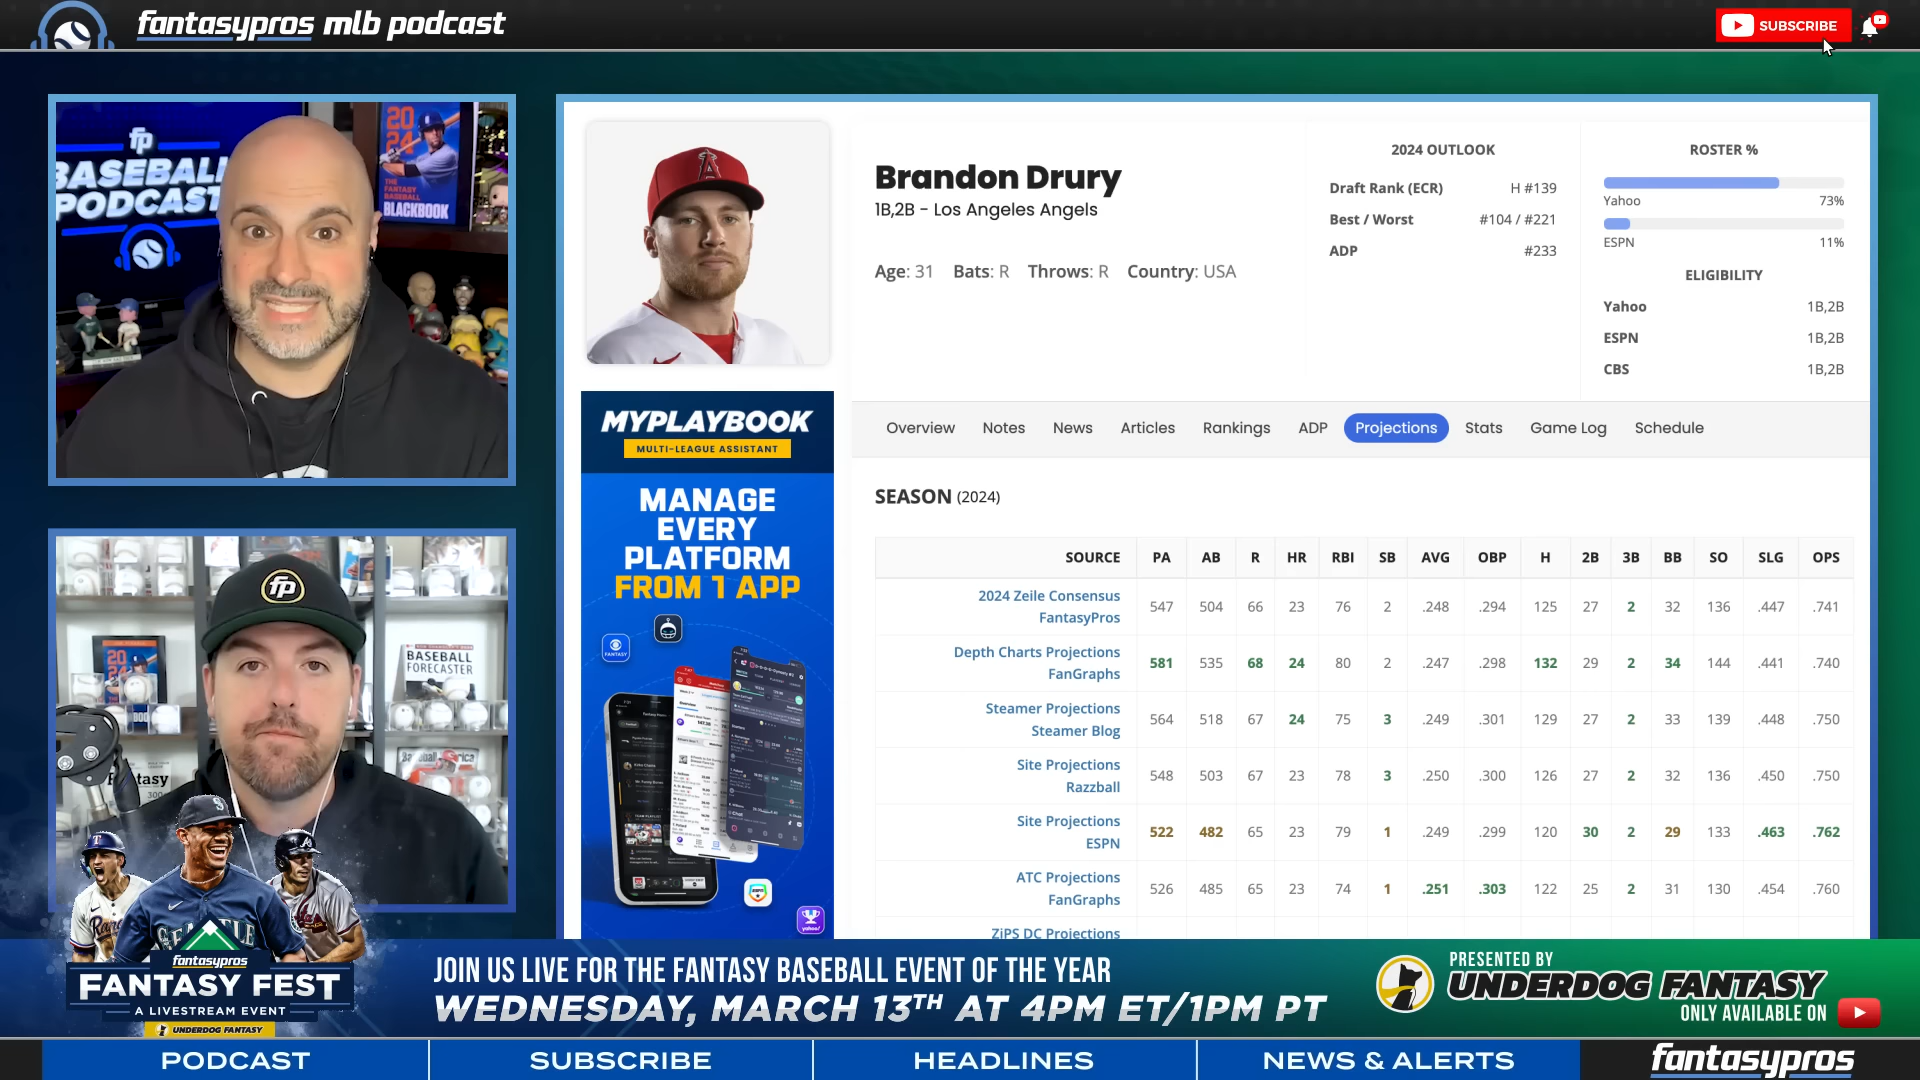 fantasypros mlb podcast
SUBSCRIBE
fp
BASEBALL
PODCAST
2024
THE
FANTASY
BASEBALL
BLACKBOOK
fp
20
24
BASEBALL
FORECASTER
Brandon Drury
1B,2B - Los Angeles Angels
Age: 31 Bats: R Throws: R Country: USA
2024 OUTLOOK
Draft Rank (ECR) H #139
Best / Worst #104 / #221
ADP #233
ROSTER %
Yahoo 73%
ESPN 11%
ELIGIBILITY
Yahoo 1B,2B
ESPN 1B,2B
CBS 1B,2B
MYPLAYBOOK
MULTI-LEAGUE ASSISTANT
MANAGE
EVERY
PLATFORM
FROM 1 APP
Overview Notes News Articles Rankings ADP Projections Stats Game Log Schedule
SEASON (2024)
SOURCE PA AB R HR RBI SB AVG OBP H 2B 3B BB SO SLG OPS
2024 Zeile Consensus
FantasyPros 547 504 66 23 76 2 .248 .294 125 27 2 32 136 .447 .741
Depth Charts Projections
FanGraphs 581 535 68 24 80 2 .247 .298 132 29 2 34 144 .441 .740
Steamer Projections
Steamer Blog 564 518 67 24 75 3 .249 .301 129 27 2 33 139 .448 .750
Site Projections
Razzball 548 503 67 23 78 3 .250 .300 126 27 2 32 136 .450 .750
Site Projections
ESPN 522 482 65 23 79 1 .249 .299 120 30 2 29 133 .463 .762
ATC Projections
FanGraphs 526 485 65 23 74 1 .251 .303 122 25 2 31 130 .454 .760
ZiPS DC Projections
fantasypros
FANTASY FEST
A LIVESTREAM EVENT
UNDERDOG FANTASY
JOIN US LIVE FOR THE FANTASY BASEBALL EVENT OF THE YEAR
WEDNESDAY, MARCH 13TH AT 4PM ET/1PM PT
PRESENTED BY
UNDERDOG FANTASY
ONLY AVAILABLE ON
PODCAST SUBSCRIBE HEADLINES NEWS & ALERTS fantasypros